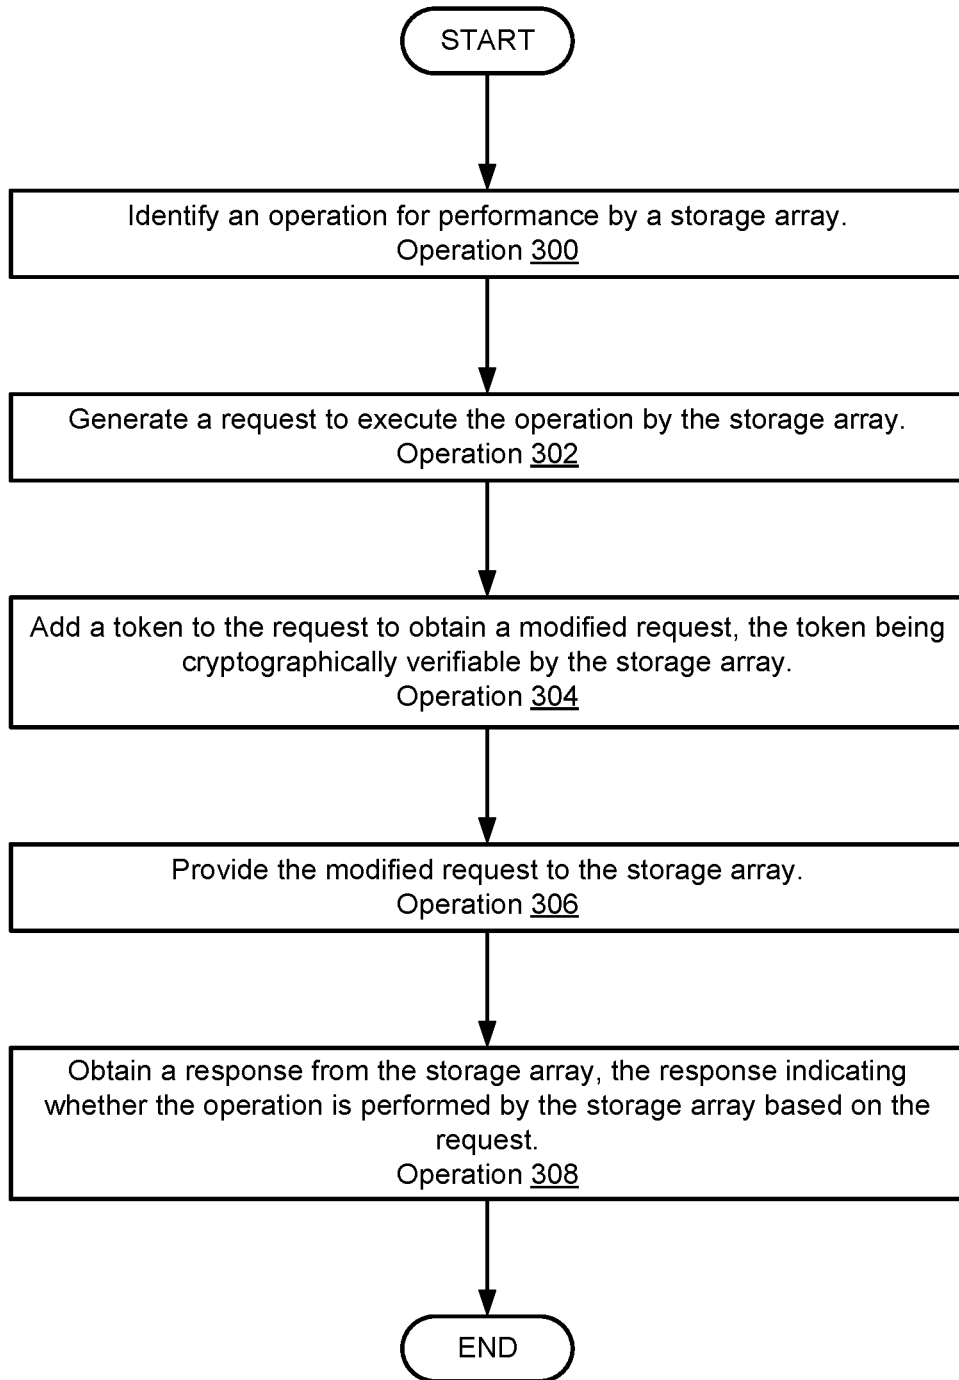 START
Identify an operation for performance by a storage array.
Operation 300
Generate a request to execute the operation by the storage array.
Operation 302
Add a token to the request to obtain a modified request, the token being
cryptographically verifiable by the storage array.
Operation 304
Provide the modified request to the storage array.
Operation 306
Obtain a response from the storage array, the response indicating
whether the operation is performed by the storage array based on the
request.
Operation 308
END